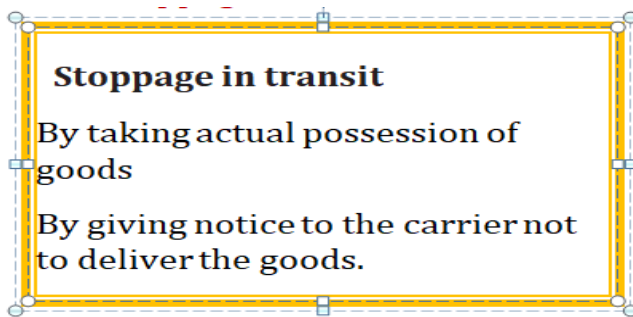 Stoppage in transit
By taking actual possession of
goods
By giving notice to the carrier not
to deliver the goods.